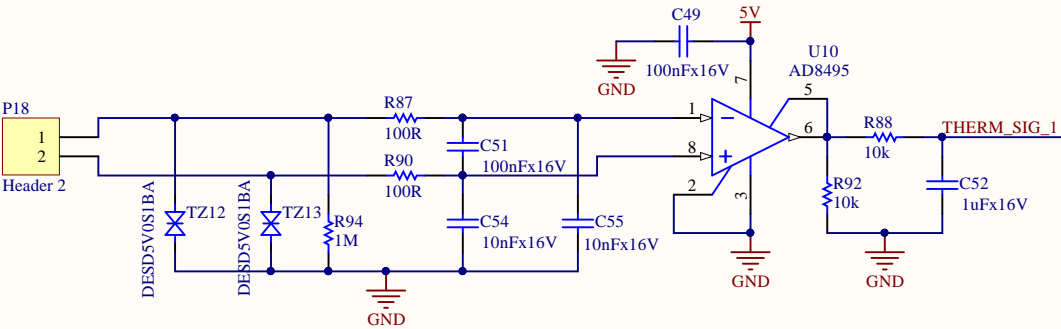 C49
5V
100nFx16V
GND
U10
AD8495
7
P18
1
2
Header 2
R87
100R
R90
100R
C51
100nFx16V
1
8
2
3
5
6
R88
10k
THERM_SIG_1
R92
10k
C52
1uFx16V
TZ12
DESD5V0S1BA
TZ13
DESD5V0S1BA
R94
1M
C54
10nFx16V
C55
10nFx16V
GND
GND
GND